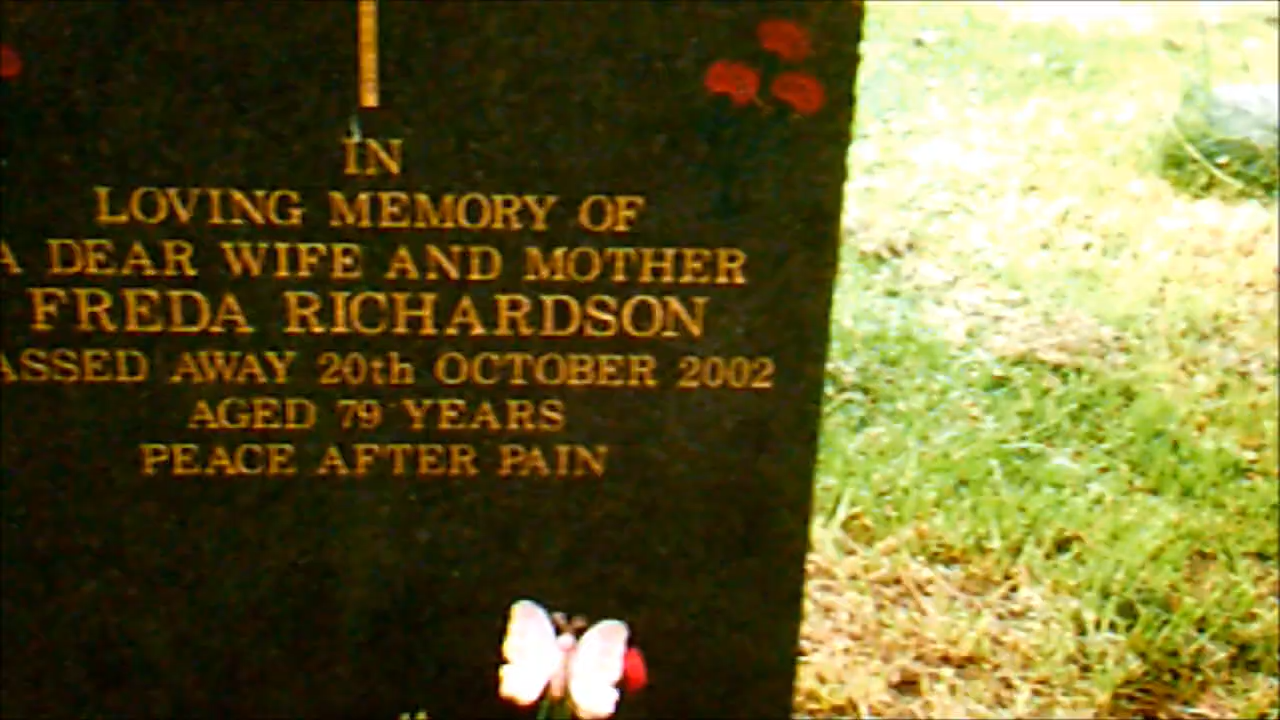 IN
LOVING MEMORY OF
A DEAR WIFE AND MOTHER
FREDA RICHARDSON
ASSED AWAY 20th OCTOBER 2002
AGED 79 YEARS
PEACE AFTER PAIN